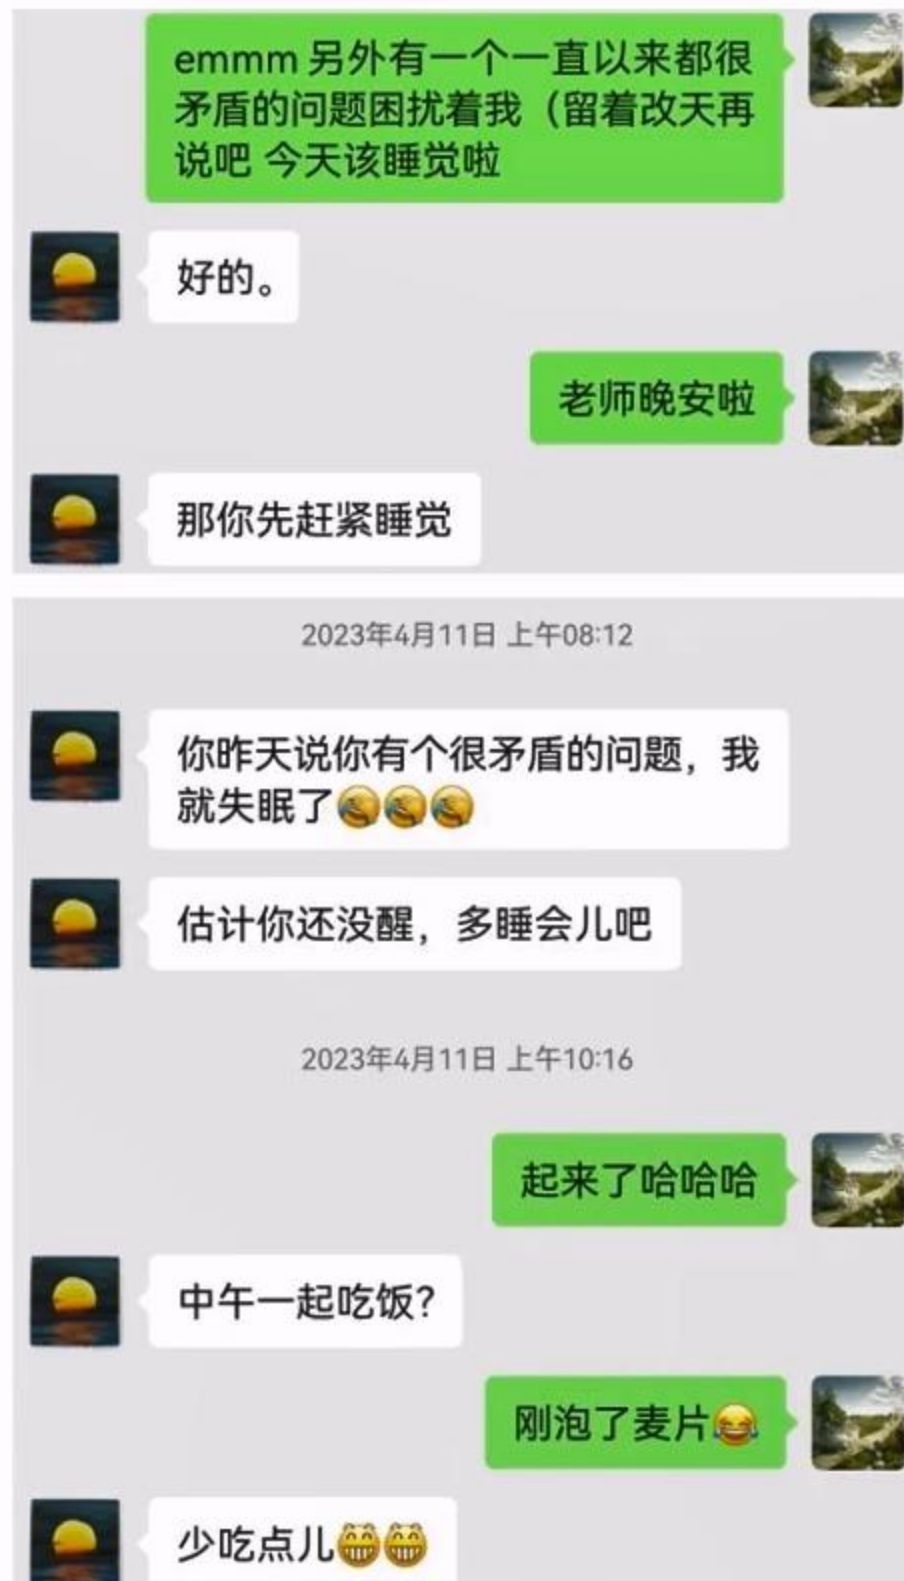 emmm 另外有一个一直以来都很
矛盾的问题困扰着我（留着改天再
说吧 今天该睡觉啦
好的。
老师晚安啦
那你先赶紧睡觉
2023年4月11日 上午08:12
你昨天说你有个很矛盾的问题，我
就失眠了🤣🤣🤣
估计你还没醒，多睡会儿吧
2023年4月11日 上午10:16
起来了哈哈哈
中午一起吃饭?
刚泡了麦片😂
少吃点儿😁😁